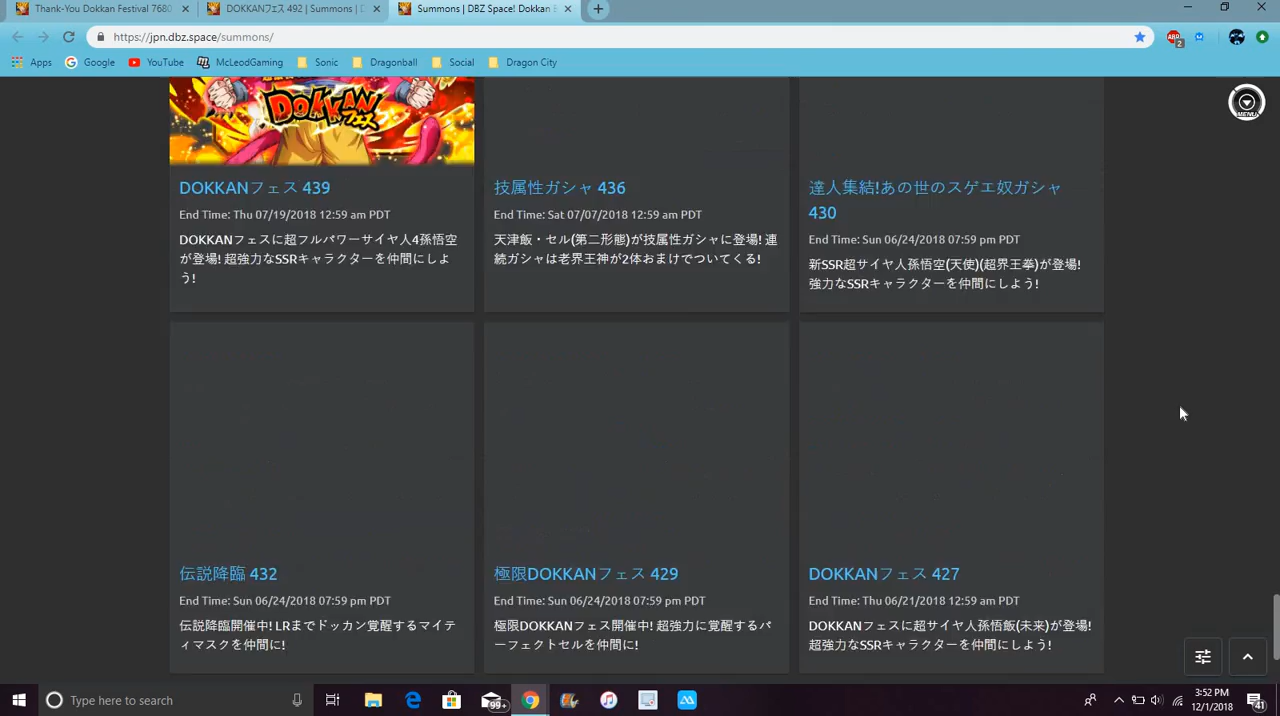 Thank-You Dokkan Festival 7680
DOKKANフェス 492 | Summons | D
Summons | DBZ Space! Dokkan B
https://jpn.dbz.space/summons/
ABP
2
Apps
Google
YouTube
McLeodGaming
Sonic
Dragonball
Social
Dragon City
MENU
DOKKAN
フェス
DOKKANフェス 439
End Time: Thu 07/19/2018 12:59 am PDT
DOKKANフェスに超フルパワーサイヤ人4孫悟空
が登場! 超強力なSSRキャラクターを仲間にしよ
う!
技属性ガシャ 436
End Time: Sat 07/07/2018 12:59 am PDT
天津飯・セル(第二形態)が技属性ガシャに登場! 連
続ガシャは老界王神が2体おまけでついてくる!
達人集結!あの世のスゲエ奴ガシャ
430
End Time: Sun 06/24/2018 07:59 pm PDT
新SSR超サイヤ人孫悟空(天使)(超界王拳)が登場!
強力なSSRキャラクターを仲間にしよう!
伝説降臨 432
End Time: Sun 06/24/2018 07:59 pm PDT
伝説降臨開催中! LRまでドッカン覚醒するマイテ
ィマスクを仲間に!
極限DOKKANフェス 429
End Time: Sun 06/24/2018 07:59 pm PDT
極限DOKKANフェス開催中! 超強力に覚醒するパ
ーフェクトセルを仲間に!
DOKKANフェス 427
End Time: Thu 06/21/2018 12:59 am PDT
DOKKANフェスに超サイヤ人孫悟飯(未来)が登場!
超強力なSSRキャラクターを仲間にしよう!
Type here to search
99+
3:52 PM
12/1/2018
41